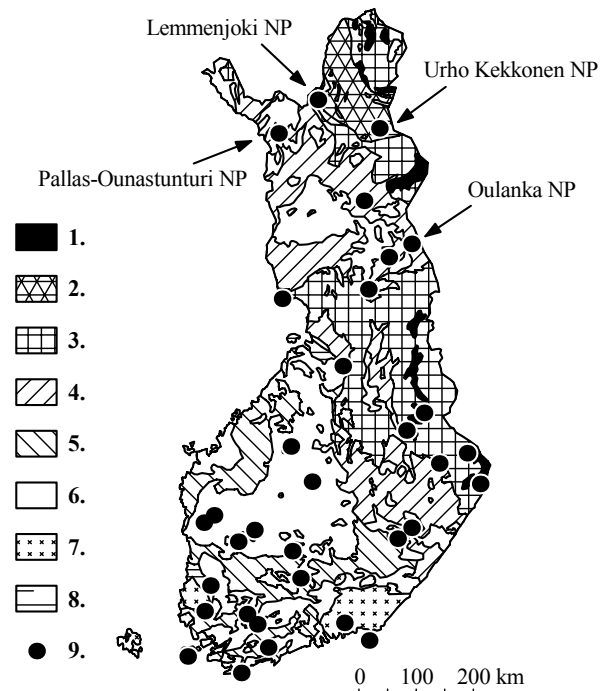 Lemmenjoki NP
Urho Kekkonen NP
Pallas-Ounastunturi NP
Oulanka NP
1.
2.
3.
4.
5.
6.
7.
8.
9.
0 100 200 km